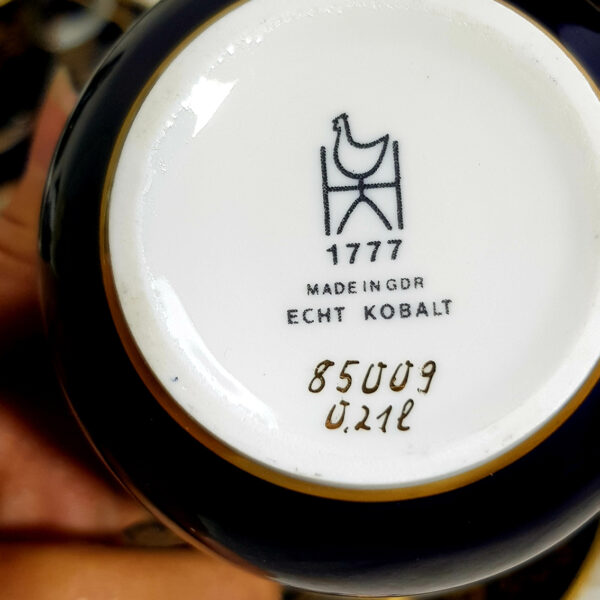 1777
MADE IN GDR
ECHT KOBALT
85009
0,21l